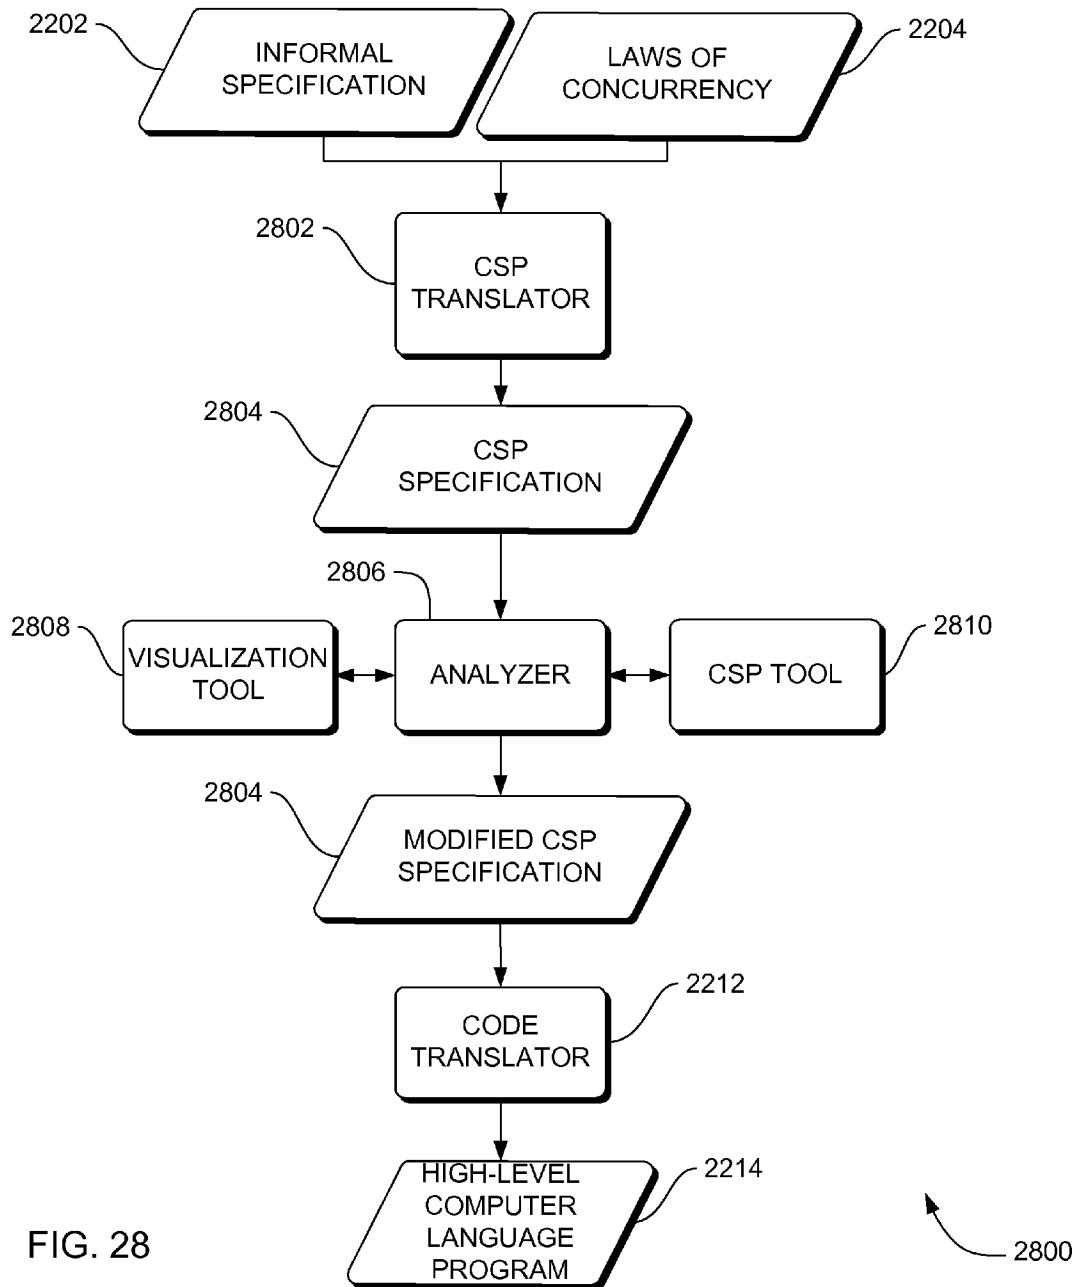 2202
INFORMAL
SPECIFICATION
LAWS OF
CONCURRENCY
2204
2802
CSP
TRANSLATOR
2804
CSP
SPECIFICATION
2806
2808
VISUALIZATION
TOOL
ANALYZER
CSP TOOL
2810
2804
MODIFIED CSP
SPECIFICATION
2212
CODE
TRANSLATOR
HIGH-LEVEL
COMPUTER
LANGUAGE
PROGRAM
2214
FIG. 28
2800